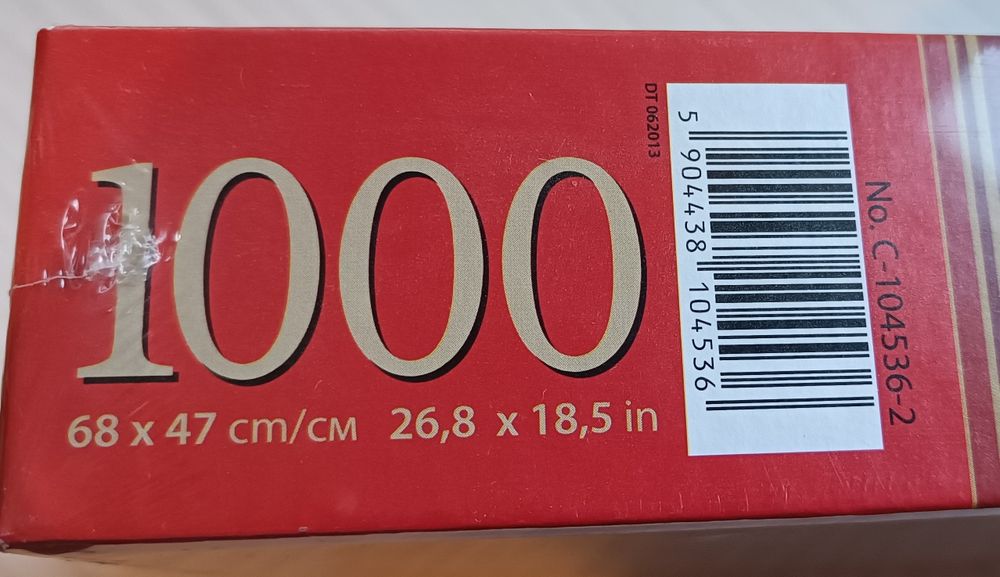 1000
68 x 47 cm/см 26,8 x 18,5 in
DT 062013
5 904438 104536
No. C-104536-2